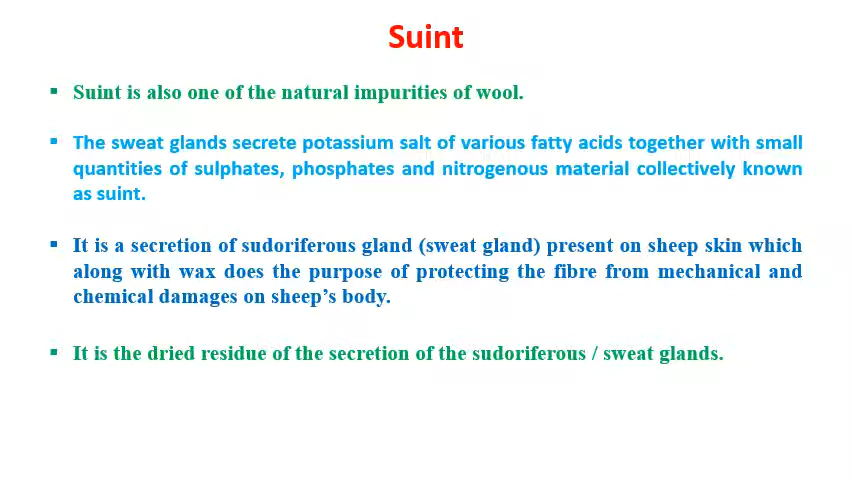 Suint
▪ Suint is also one of the natural impurities of wool.
▪ The sweat glands secrete potassium salt of various fatty acids together with small
quantities of sulphates, phosphates and nitrogenous material collectively known
as suint.
▪ It is a secretion of sudoriferous gland (sweat gland) present on sheep skin which
along with wax does the purpose of protecting the fibre from mechanical and
chemical damages on sheep’s body.
▪ It is the dried residue of the secretion of the sudoriferous / sweat glands.